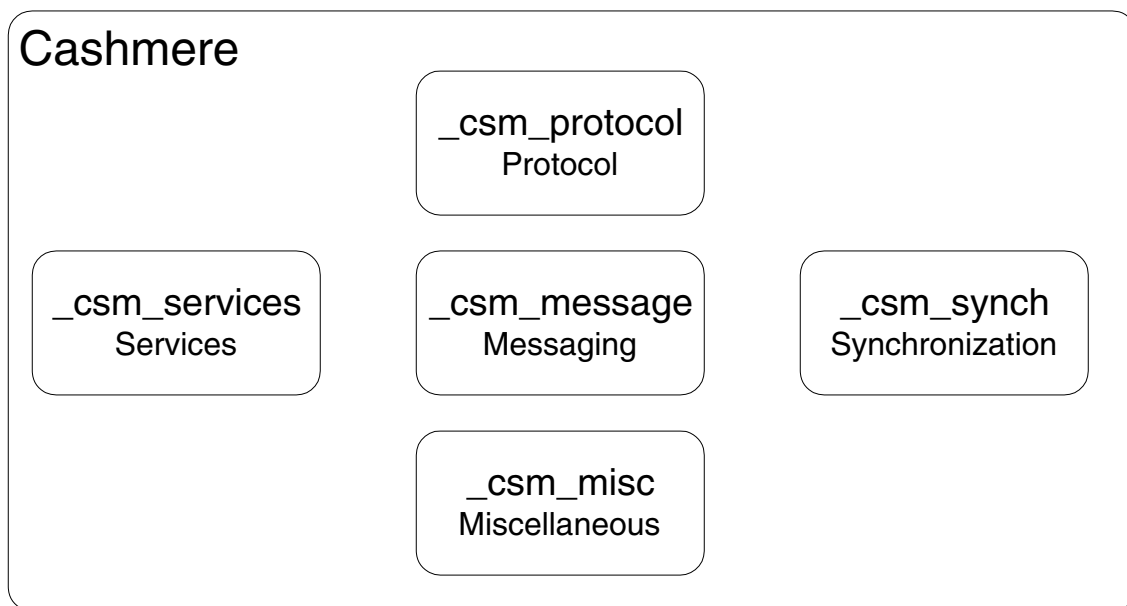 Cashmere
_csm_protocol
Protocol
_csm_services
Services
_csm_message
Messaging
_csm_synch
Synchronization
_csm_misc
Miscellaneous